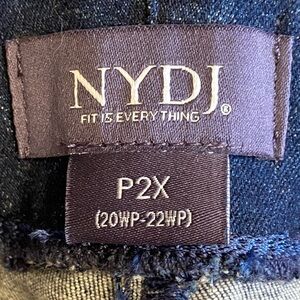 NYDJ®
FIT IS EVERYTHING
P2X
(20WP-22WP)